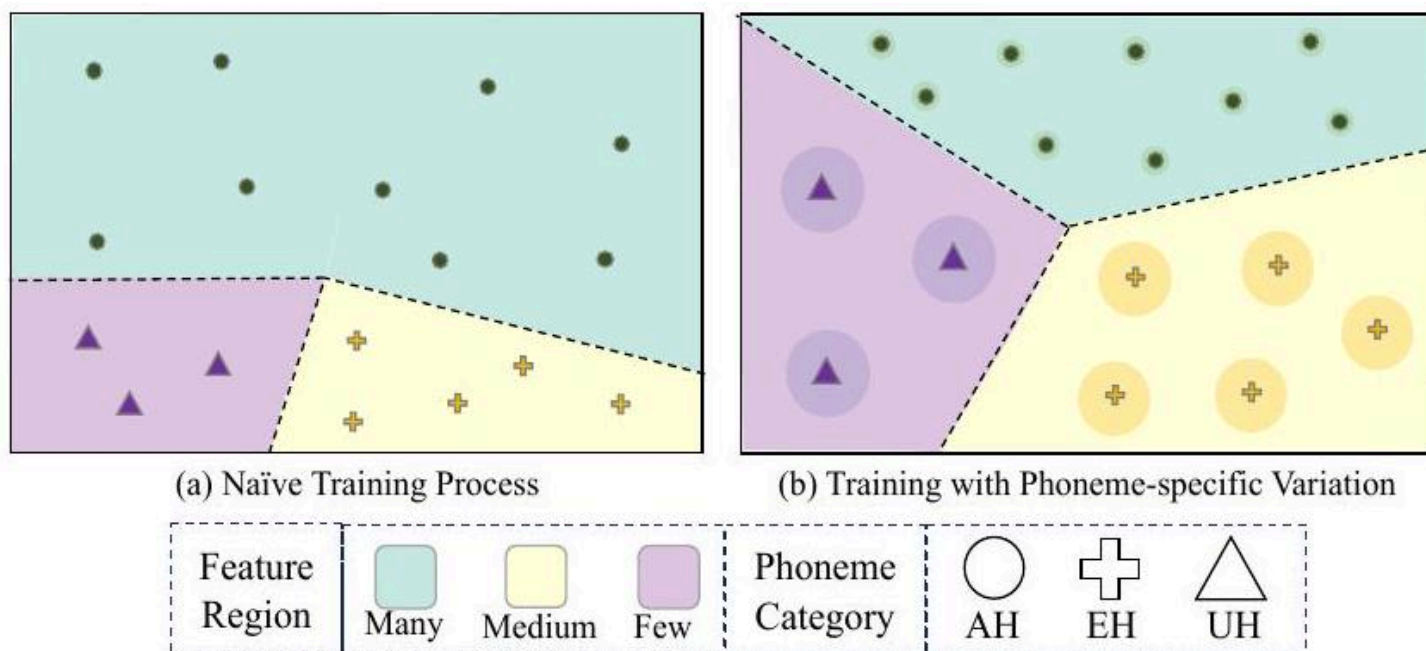 (a) Naïve Training Process
(b) Training with Phoneme-specific Variation
Feature
Region
Many
Medium
Few
Phoneme
Category
AH
EH
UH